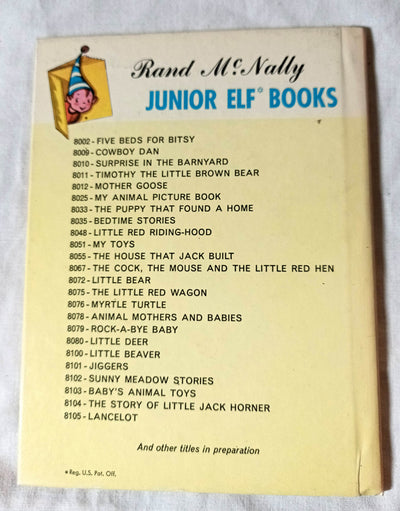 Rand McNally
JUNIOR ELF* BOOKS
8002-FIVE BEDS FOR BITSY
8009-COWBOY DAN
8010-SURPRISE IN THE BARNYARD
8011-TIMOTHY THE LITTLE BROWN BEAR
8012-MOTHER GOOSE
8025-MY ANIMAL PICTURE BOOK
8033-THE PUPPY THAT FOUND A HOME
8035-BEDTIME STORIES
8048-LITTLE RED RIDING-HOOD
8051-MY TOYS
8055-THE HOUSE THAT JACK BUILT
8067-THE COCK, THE MOUSE AND THE LITTLE RED HEN
8072-LITTLE BEAR
8075-THE LITTLE RED WAGON
8076-MYRTLE TURTLE
8078-ANIMAL MOTHERS AND BABIES
8079-ROCK-A-BYE BABY
8080-LITTLE DEER
8100-LITTLE BEAVER
8101-JIGGERS
8102-SUNNY MEADOW STORIES
8103-BABY'S ANIMAL TOYS
8104-THE STORY OF LITTLE JACK HORNER
8105-LANCELOT
And other titles in preparation
*Reg. U.S. Pat. Off.